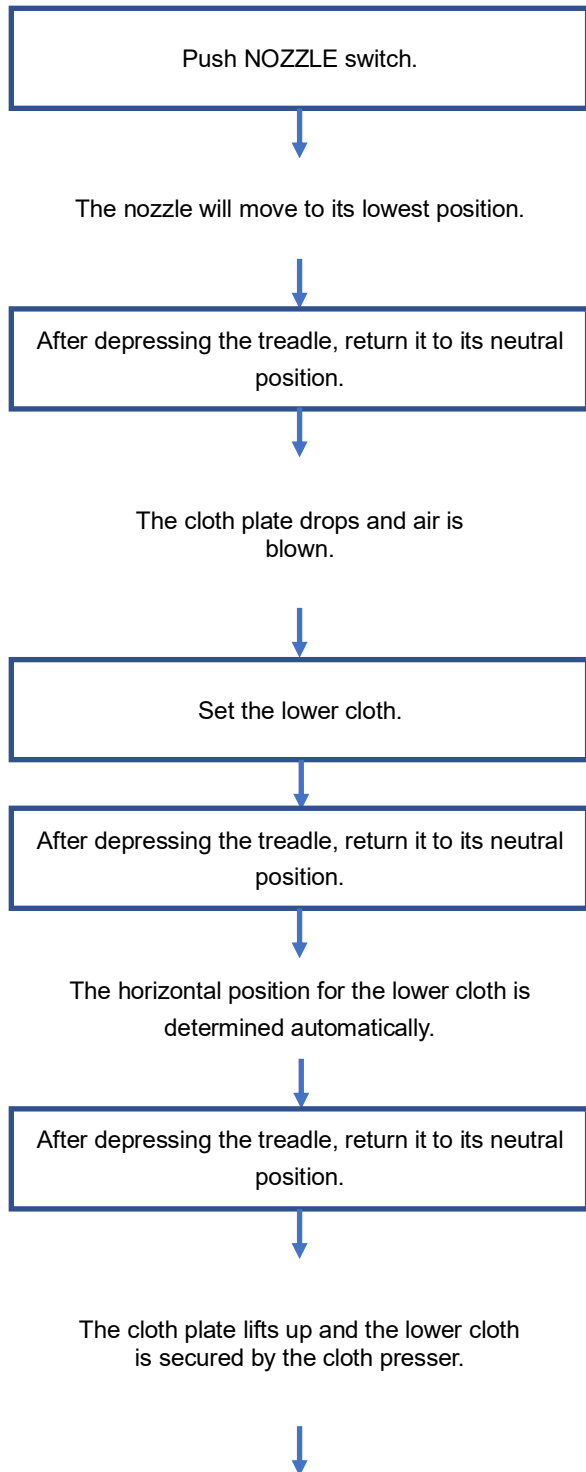 Push NOZZLE switch.
The nozzle will move to its lowest position.
After depressing the treadle, return it to its neutral
position.
The cloth plate drops and air is
blown.
Set the lower cloth.
After depressing the treadle, return it to its neutral
position.
The horizontal position for the lower cloth is
determined automatically.
After depressing the treadle, return it to its neutral
position.
The cloth plate lifts up and the lower cloth
is secured by the cloth presser.